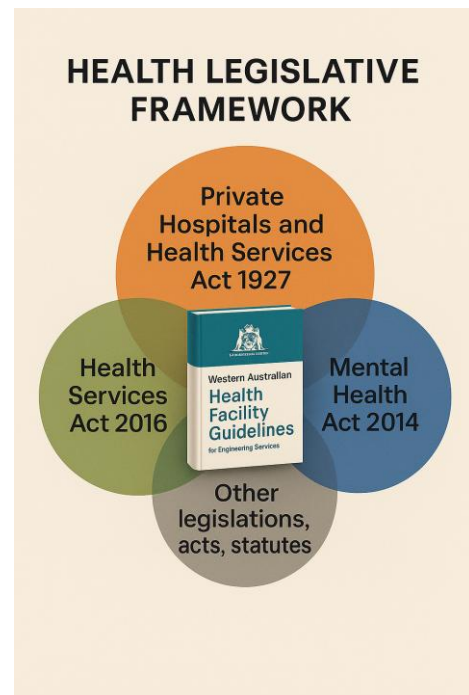 HEALTH LEGISLATIVE
FRAMEWORK
Private
Hospitals and
Health Services
Act 1927
Health
Services
Act 2016
Western Australian
Health
Facility
Guidelines
for Engineering Services
Mental
Health
Act 2014
Other
legislations,
acts, statutes